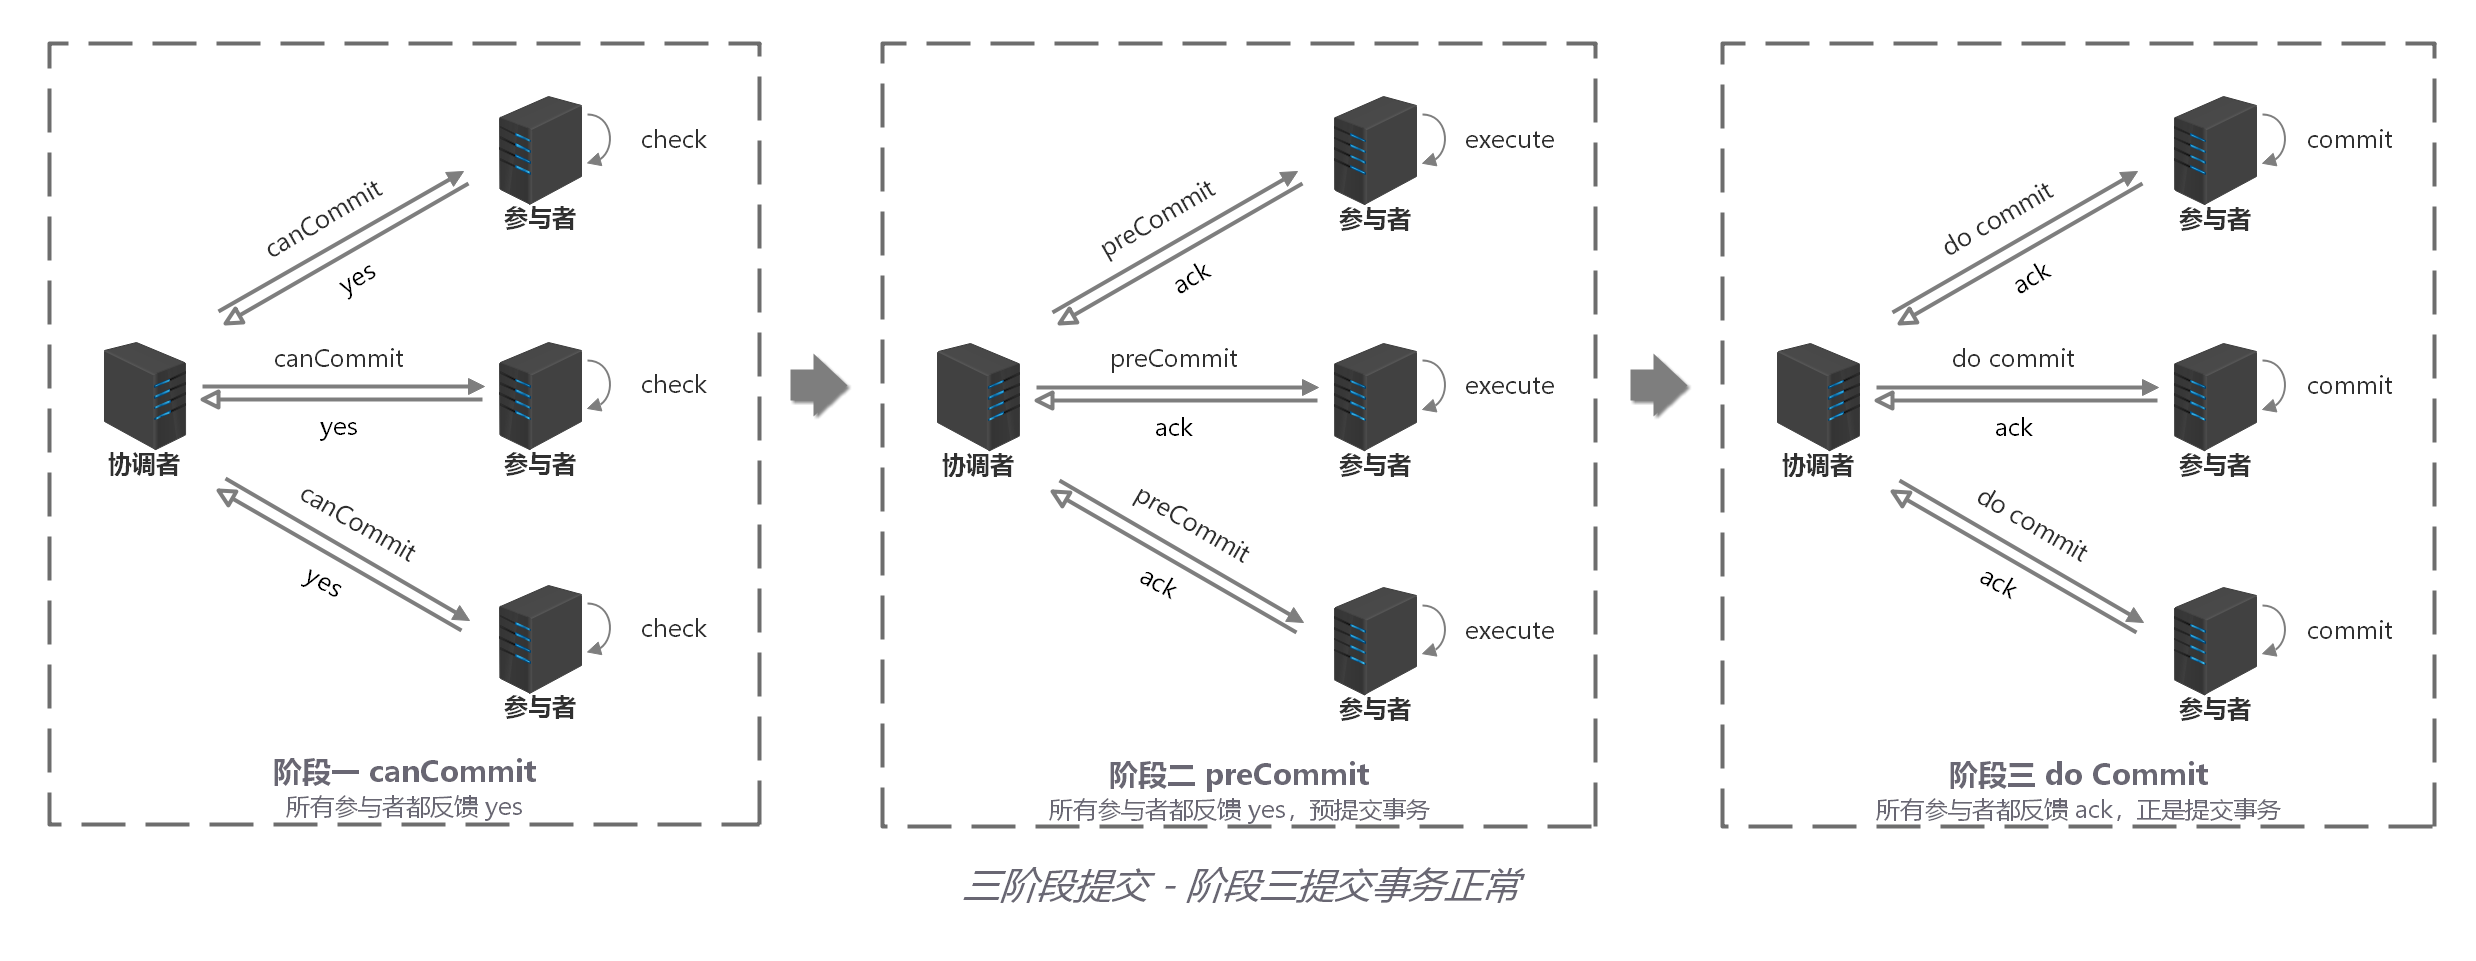 check
参与者
canCommit
yes
canCommit
yes
check
协调者
参与者
canCommit
yes
check
参与者
阶段一 canCommit
所有参与者都反馈 yes
execute
参与者
preCommit
ack
preCommit
ack
execute
协调者
参与者
preCommit
ack
execute
参与者
阶段二 preCommit
所有参与者都反馈 yes，预提交事务
commit
参与者
do commit
ack
do commit
ack
commit
协调者
参与者
do commit
ack
commit
参与者
阶段三 do Commit
所有参与者都反馈 ack，正是提交事务
三阶段提交 - 阶段三提交事务正常